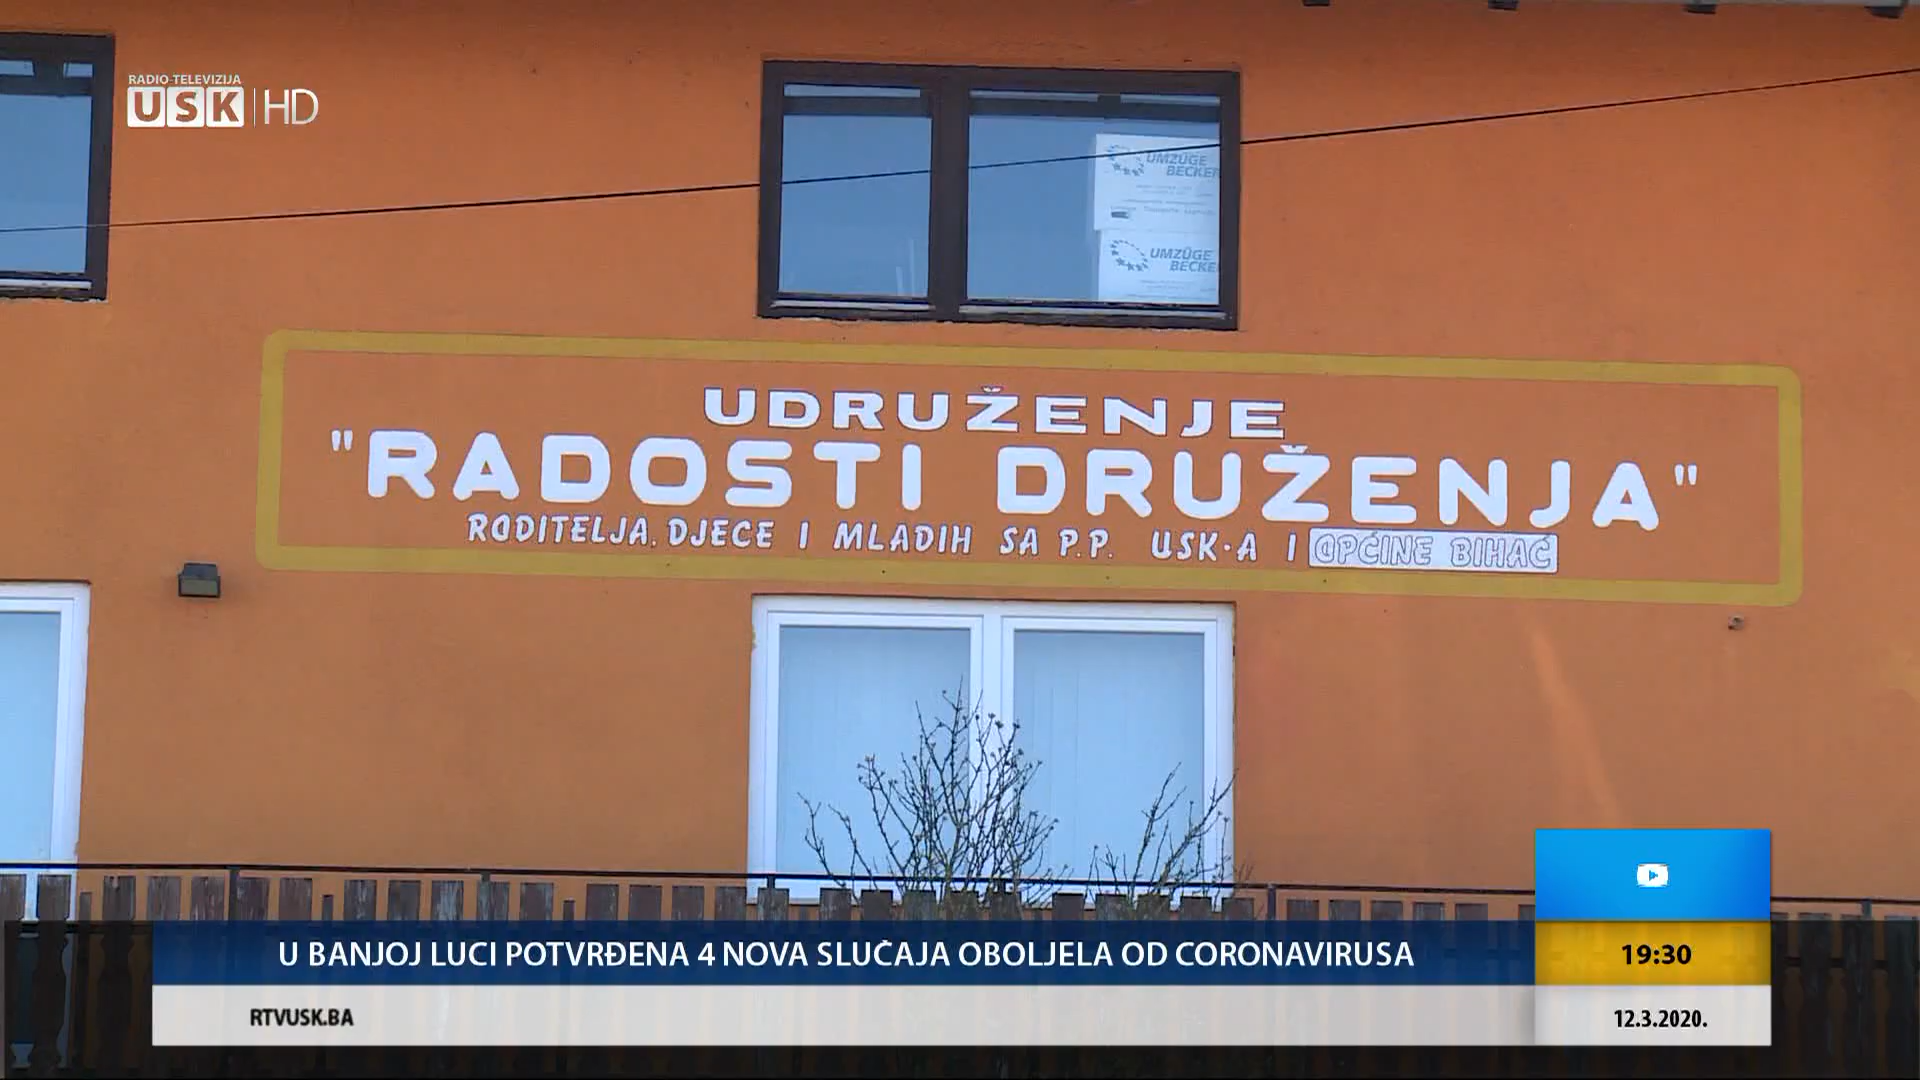 RADIO-TELEVIZIJA
USK HD
UMZÜGE
BECKER
UMZÜGE
BECKE
UDRUŽENJE
"RADOSTI DRUŽENJA"
RODITELJA, DJECE I MLADIH SA P.P. USK-A I OPĆINE BIHAĆ
U BANJOJ LUCI POTVRĐENA 4 NOVA SLUČAJA OBOLJELA OD CORONAVIRUSA
19:30
RTVUSK.BA
12.3.2020.